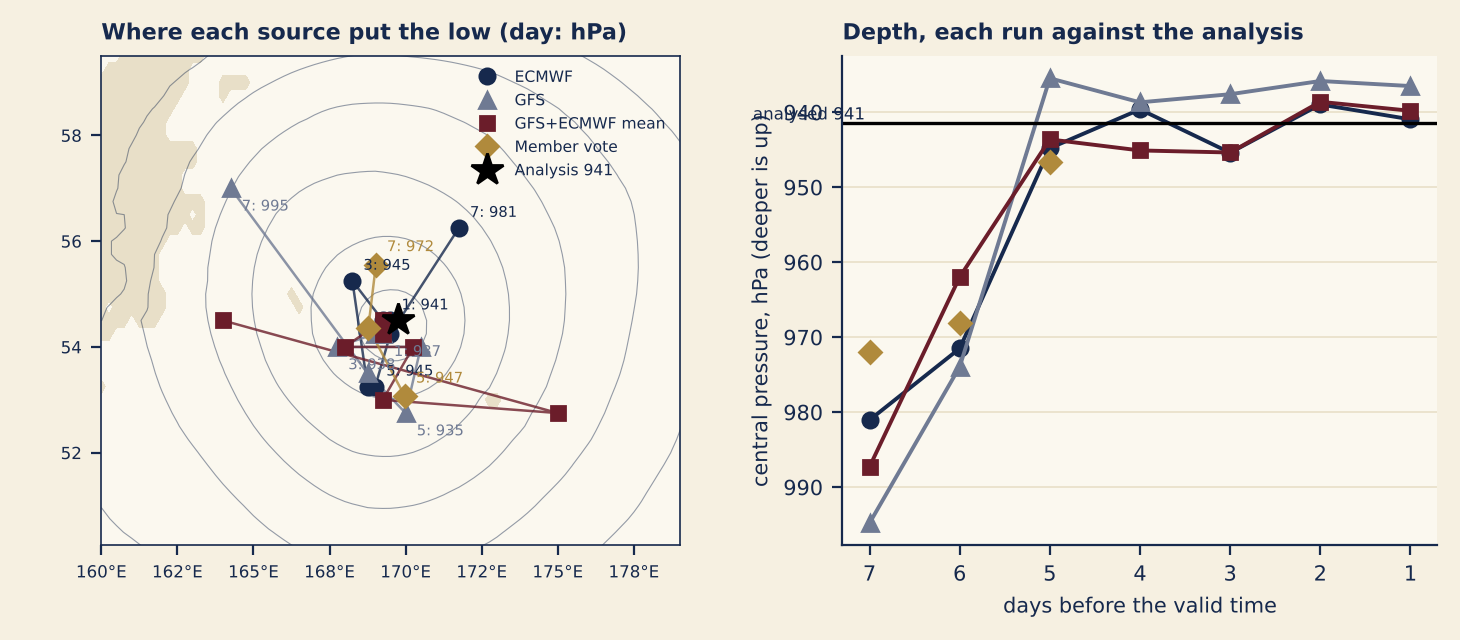 Where each source put the low (day: hPa)
ECMWF
GFS
GFS+ECMWF mean
Member vote
Analysis 941
7: 995
7: 981
7: 972
3: 945
1: 941
1: 937
3: 938
5: 945
5: 947
5: 935
58
56
54
52
160°E
162°E
165°E
168°E
170°E
172°E
175°E
178°E
Depth, each run against the analysis
analysed 941
central pressure, hPa (deeper is up)
940
950
960
970
980
990
7
6
5
4
3
2
1
days before the valid time